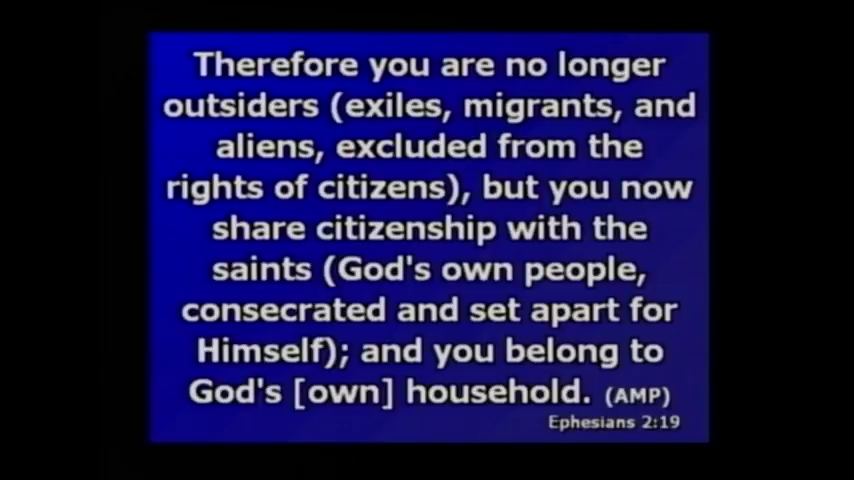 Therefore you are no longer
outsiders (exiles, migrants, and
aliens, excluded from the
rights of citizens), but you now
share citizenship with the
saints (God's own people,
consecrated and set apart for
Himself); and you belong to
God's [own] household. (AMP)
Ephesians 2:19